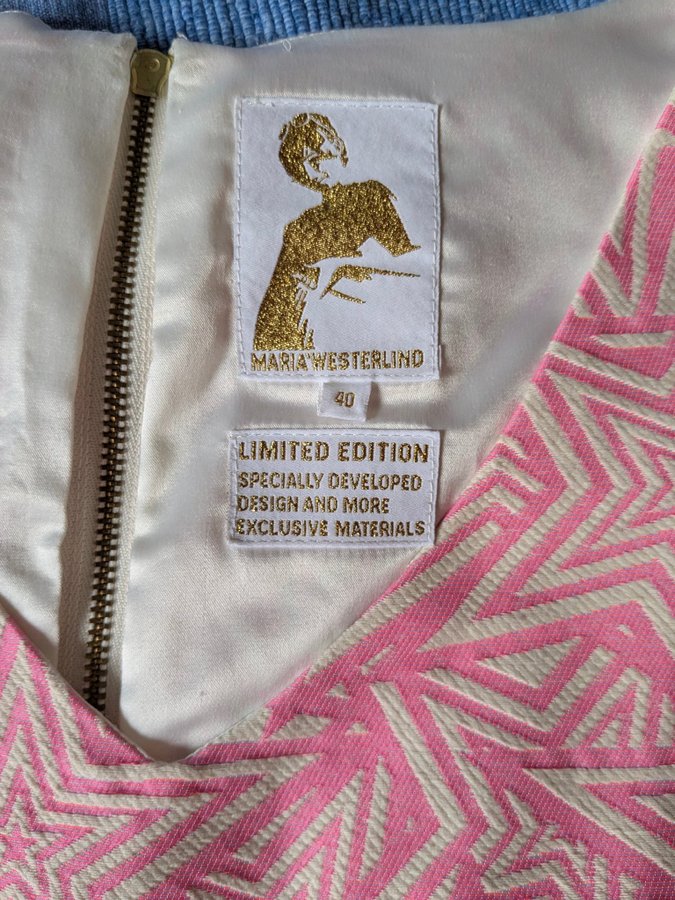 MARIA WESTERLIND
40
LIMITED EDITION
SPECIALLY DEVELOPED
DESIGN AND MORE
EXCLUSIVE MATERIALS